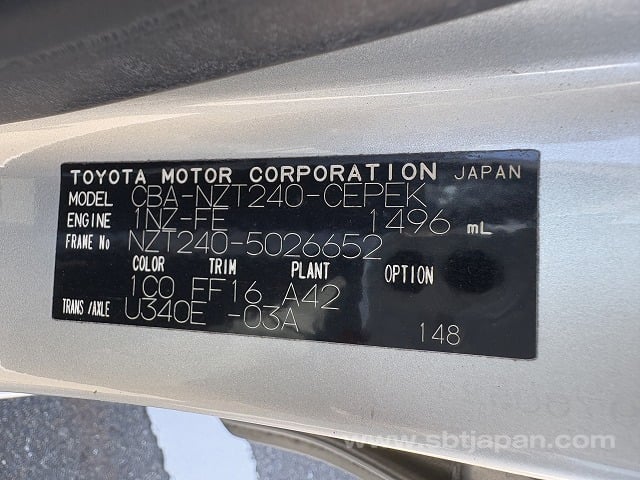 TOYOTA MOTOR CORPORATION JAPAN
MODEL CBA-NZT240-CEPEK
ENGINE 1NZ-FE 1496 mL
FRAME No NZT240-5026652
COLOR TRIM PLANT OPTION
1C0 FF16 A42
TRANS/AXLE U340E -03A
148
www.sbtjapan.com